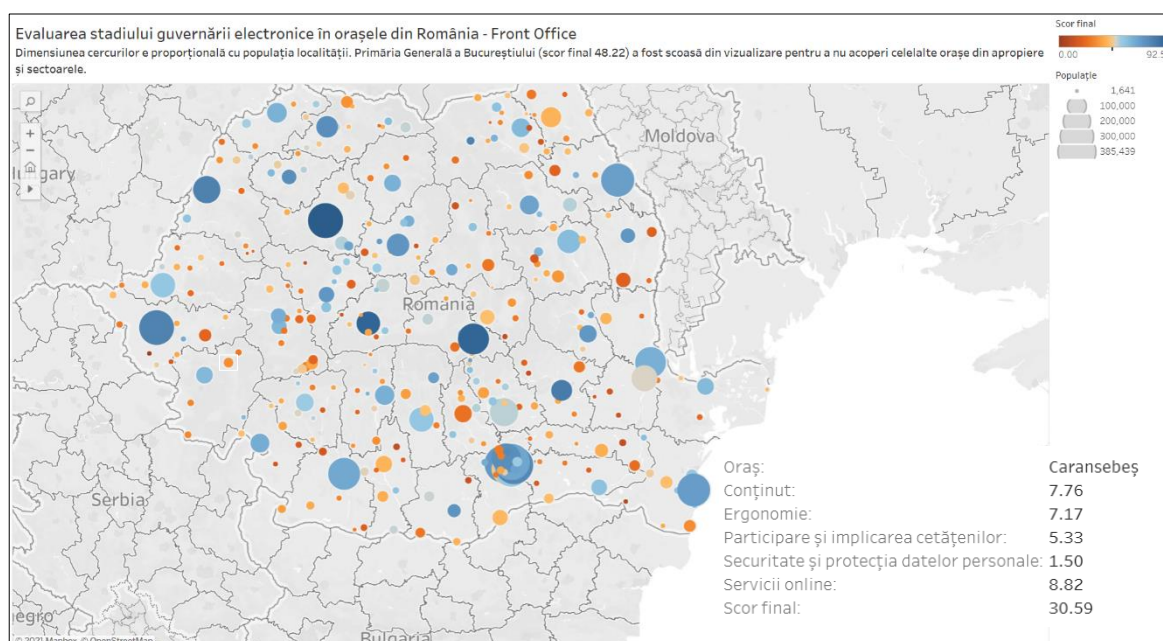 Evaluarea stadiului guvernării electronice în orașele din România - Front Office
Dimensiunea cercurilor e proporțională cu populația localității. Primăria Generală a Bucureștiului (scor final 48.22) a fost scoasă din vizualizare pentru a nu acoperi celelalte orașe din apropiere
și sectoarele.
Scor final
0.00 92.5
Populație
1,641
100,000
200,000
300,000
385,439
Moldova
România
Serbia
Bulgaria
© 2021 Mapbox © OpenStreetMap
Oraș: Caransebeș
Conținut: 7.76
Ergonomie: 7.17
Participare și implicarea cetățenilor: 5.33
Securitate și protecția datelor personale: 1.50
Servicii online: 8.82
Scor final: 30.59